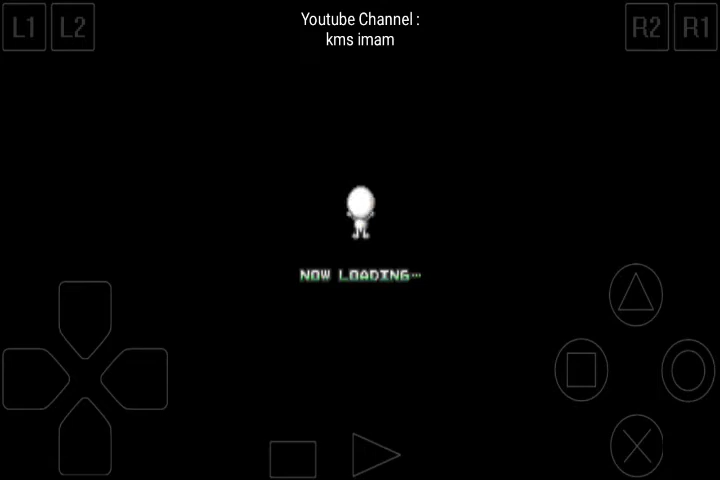 L1 L2
Youtube Channel :
kms imam
R2 R1
NOW LOADING…